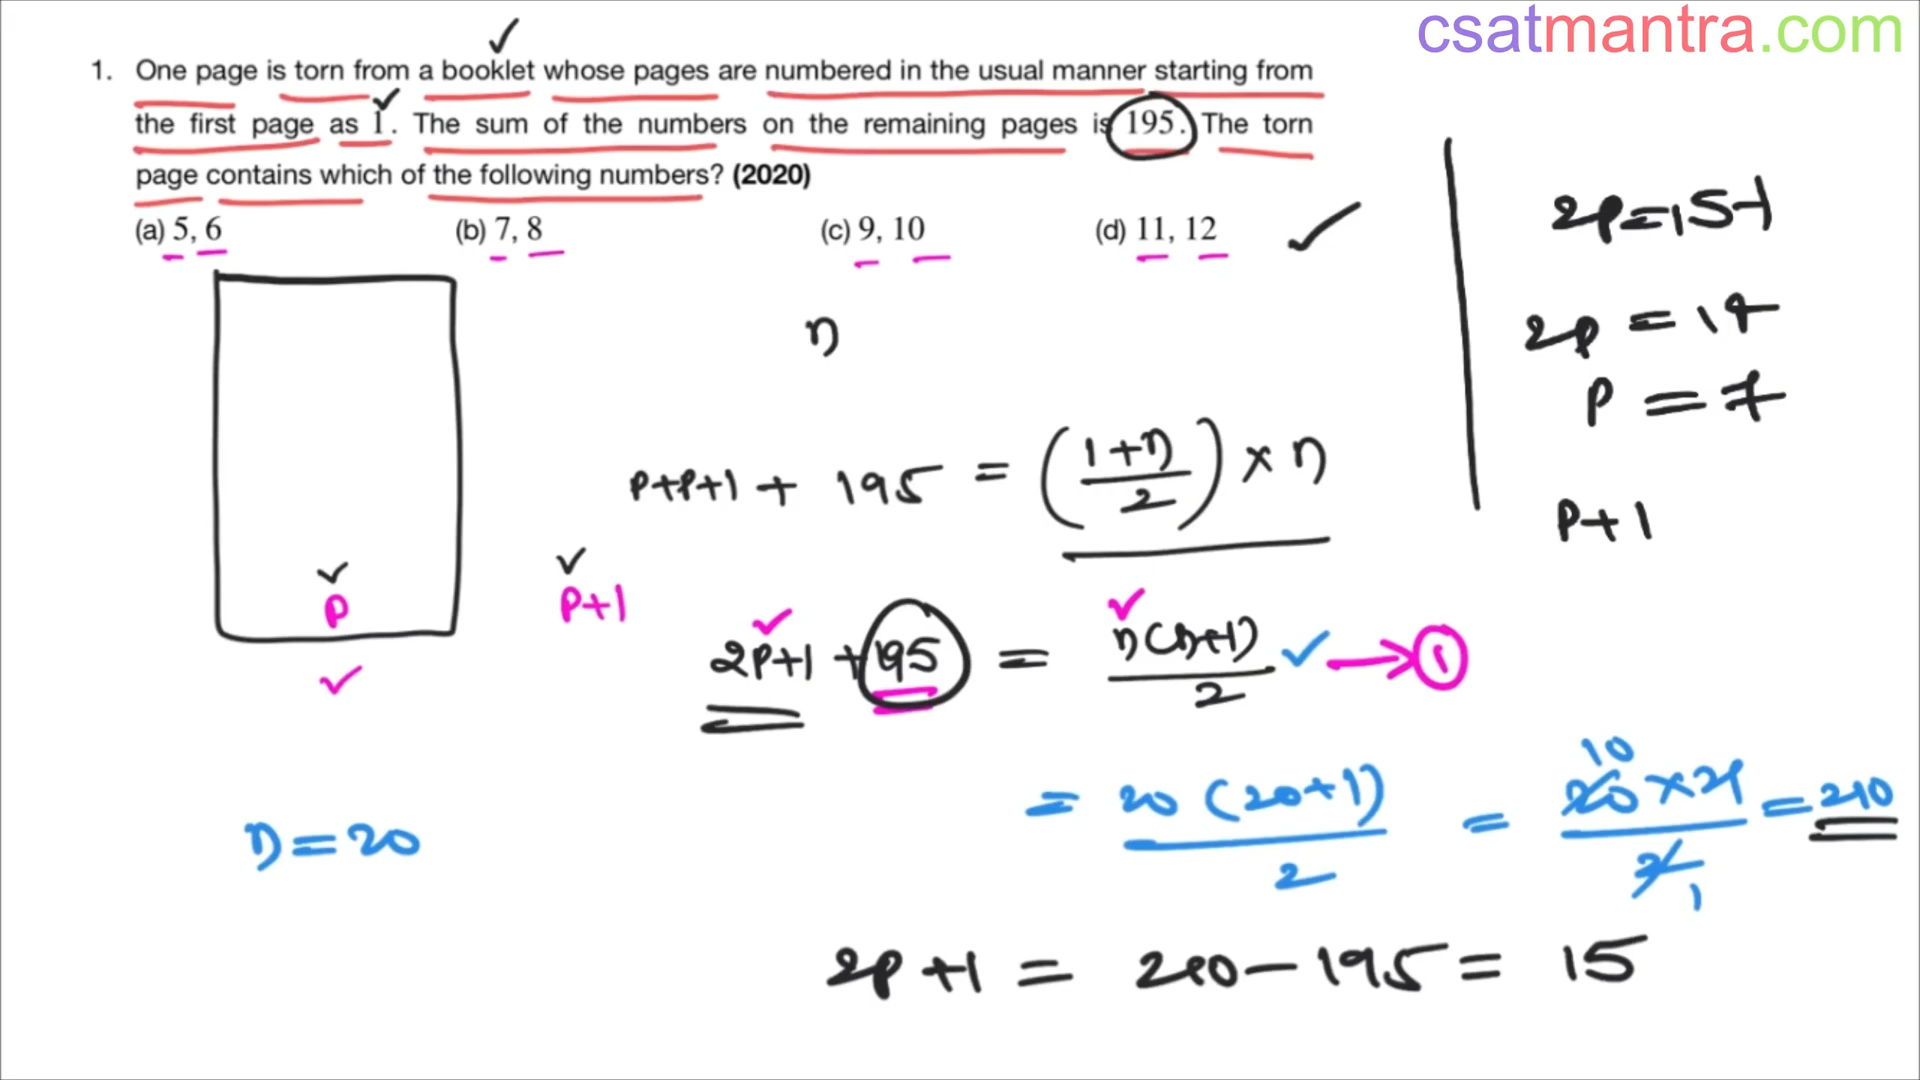 csatmantra.com
1. One page is torn from a booklet whose pages are numbered in the usual manner starting from
the first page as 1. The sum of the numbers on the remaining pages is 195. The torn
page contains which of the following numbers? (2020)
(a) 5, 6 (b) 7, 8 (c) 9, 10 (d) 11, 12
n
P+P+1 + 195 = (1+n/2) × n
P
P+1
2P+1 + 195 = n(n+1)/2 → 1
n = 20
= 20(20+1)/2 = 20×21/2 = 210
10
1
2P+1 = 210 - 195 = 15
2P = 15-1
2P = 14
P = 7
P+1